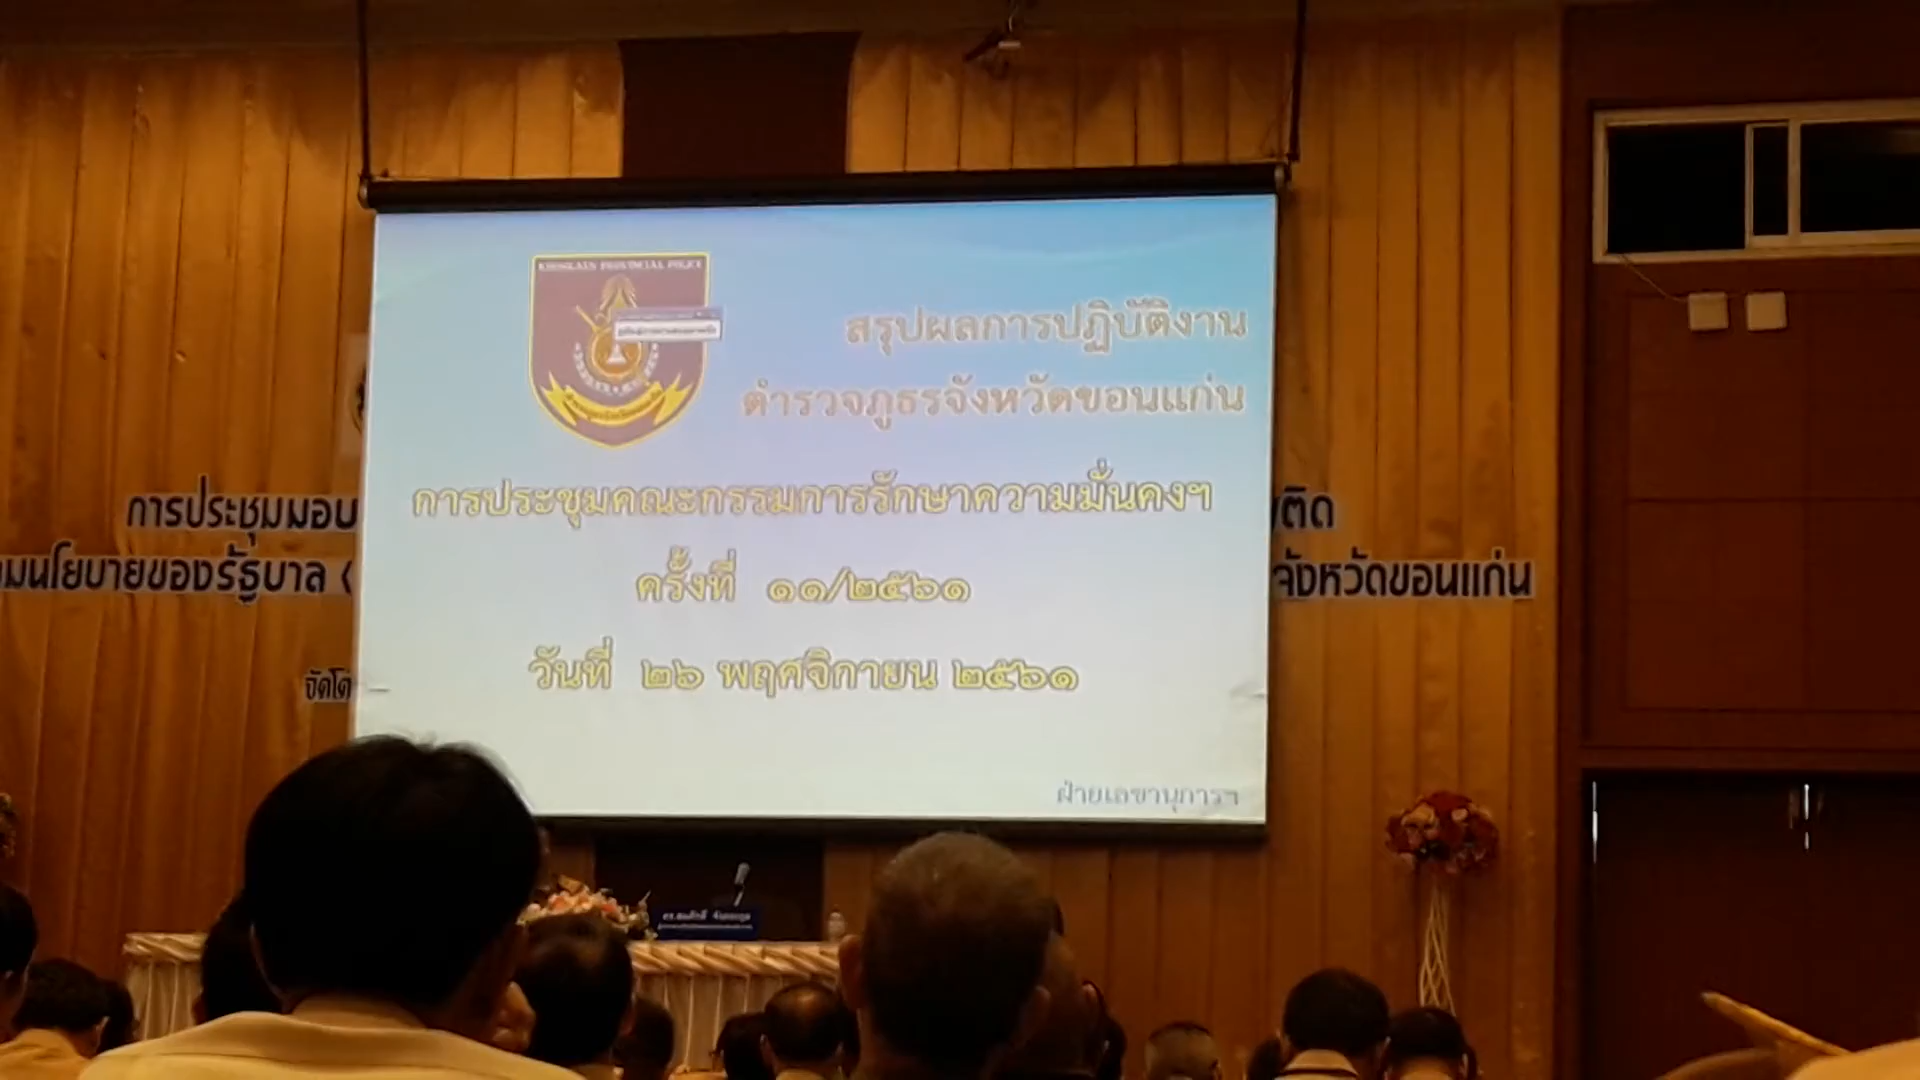 KHONKAEN PROVINCIAL POLICE
สรุปผลการปฏิบัติงาน
ตำรวจภูธรจังหวัดขอนแก่น
การประชุมคณะกรรมการรักษาความมั่นคงฯ
ครั้งที่ ๑๑/๒๕๖๑
วันที่ ๒๖ พฤศจิกายน ๒๕๖๑
ฝ่ายเลขานุการฯ
การประชุมมอบ
นโยบายของรัฐบาล (
จัดโด
ติด
จังหวัดขอนแก่น